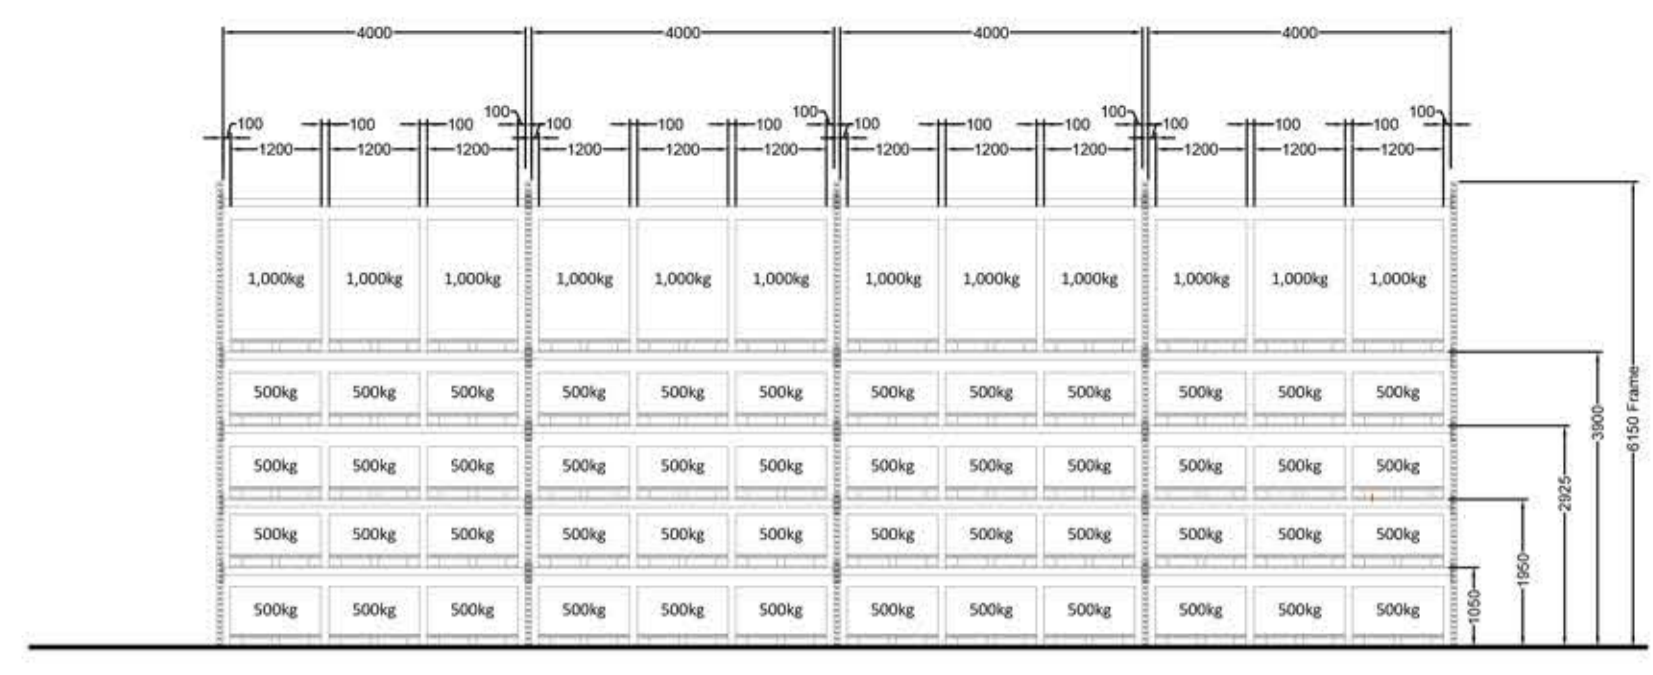 4000 4000 4000 4000
100 100 100 100
100 100 100 100 100 100 100 100 100 100 100 100
1200 1200 1200 1200 1200 1200 1200 1200 1200 1200 1200 1200
1,000kg 1,000kg 1,000kg 1,000kg 1,000kg 1,000kg 1,000kg 1,000kg 1,000kg 1,000kg 1,000kg 1,000kg
500kg 500kg 500kg 500kg 500kg 500kg 500kg 500kg 500kg 500kg 500kg 500kg
500kg 500kg 500kg 500kg 500kg 500kg 500kg 500kg 500kg 500kg 500kg 500kg
500kg 500kg 500kg 500kg 500kg 500kg 500kg 500kg 500kg 500kg 500kg 500kg
500kg 500kg 500kg 500kg 500kg 500kg 500kg 500kg 500kg 500kg 500kg 500kg
1050
1950
2925
3900
6150 Frame